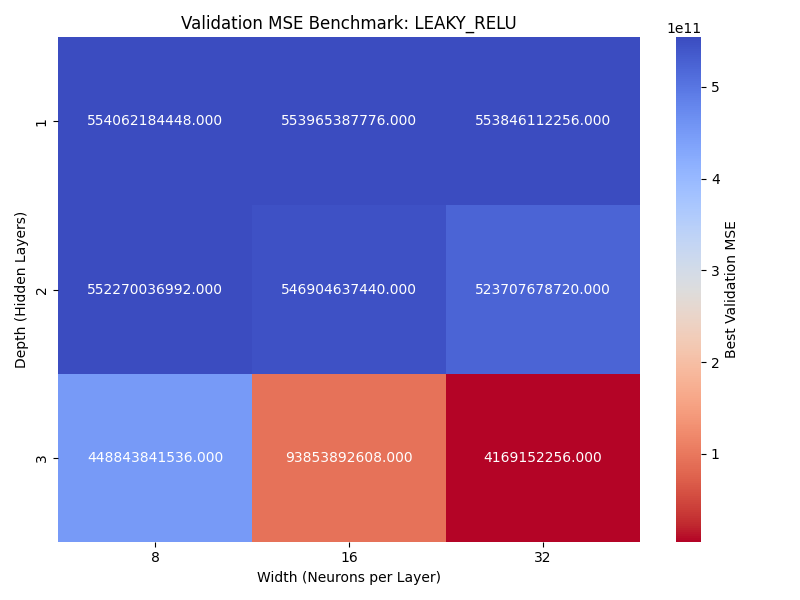 Validation MSE Benchmark: LEAKY_RELU
1e11
554062184448.000 553965387776.000 553846112256.000
552270036992.000 546904637440.000 523707678720.000
448843841536.000 93853892608.000 4169152256.000
1
2
3
Depth (Hidden Layers)
8 16 32
Width (Neurons per Layer)
5
4
3
2
1
Best Validation MSE